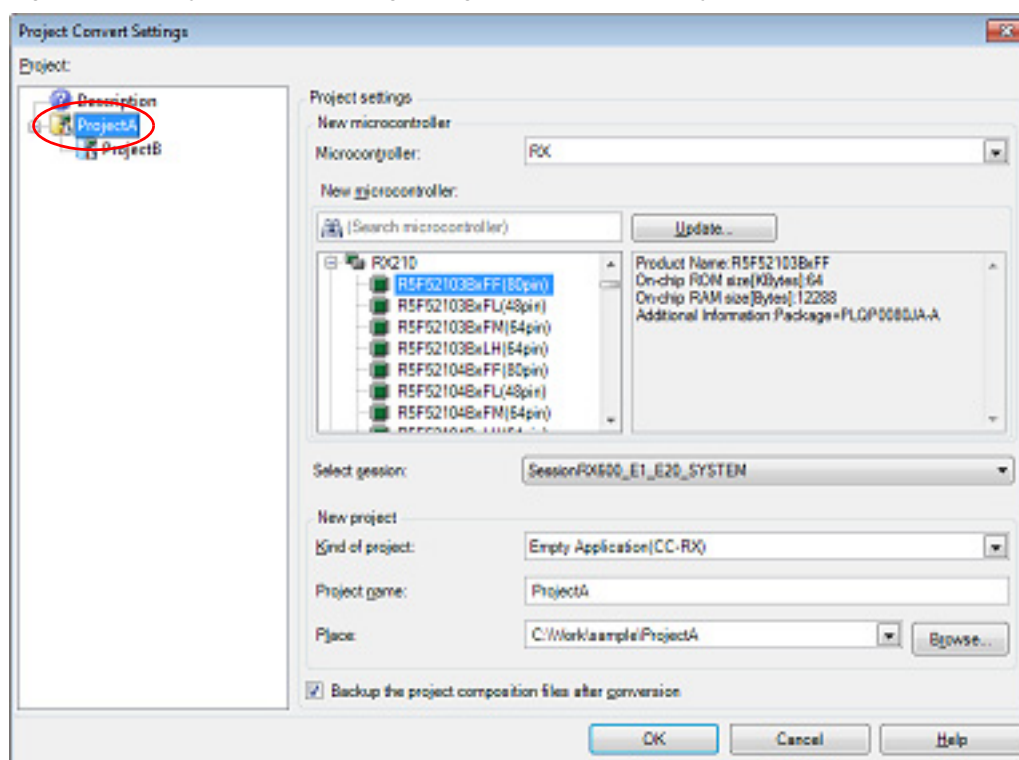 Project Convert Settings
Project:
Description
ProjectA
ProjectB
Project settings
New microcontroller
Microcontroller:
RX
New microcontroller:
(Search microcontroller)
Update...
RX210
R5F52103BxFF(80pin)
R5F52103BxFL(48pin)
R5F52103BxFM(64pin)
R5F52103BxLH(64pin)
R5F52104BxFF(80pin)
R5F52104BxFL(48pin)
R5F52104BxFM(64pin)
Product Name:R5F52103BxFF
On-chip ROM size[KBytes]:64
On-chip RAM size[Bytes]:12288
Additional Information:Package=PLQP0080JA-A
Select session:
SessionRX600_E1_E20_SYSTEM
New project
Kind of project:
Empty Application(CC-RX)
Project name:
ProjectA
Place:
C:\Work\sample\ProjectA
Browse...
Backup the project composition files after conversion
OK
Cancel
Help